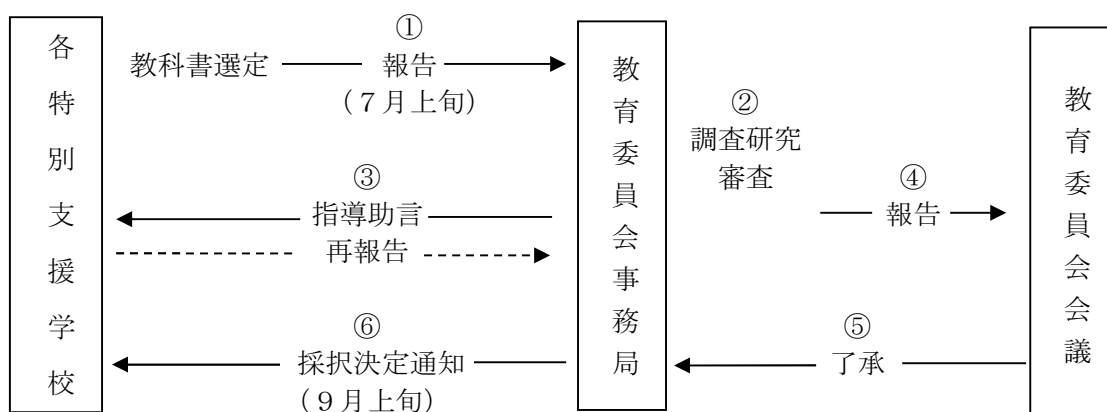 各特別支援学校
①
教科書選定
報告
（７月上旬）
③
指導助言
再報告
⑥
採択決定通知
（９月上旬）
教育委員会事務局
②
調査研究
審査
④
報告
⑤
了承
教育委員会会議